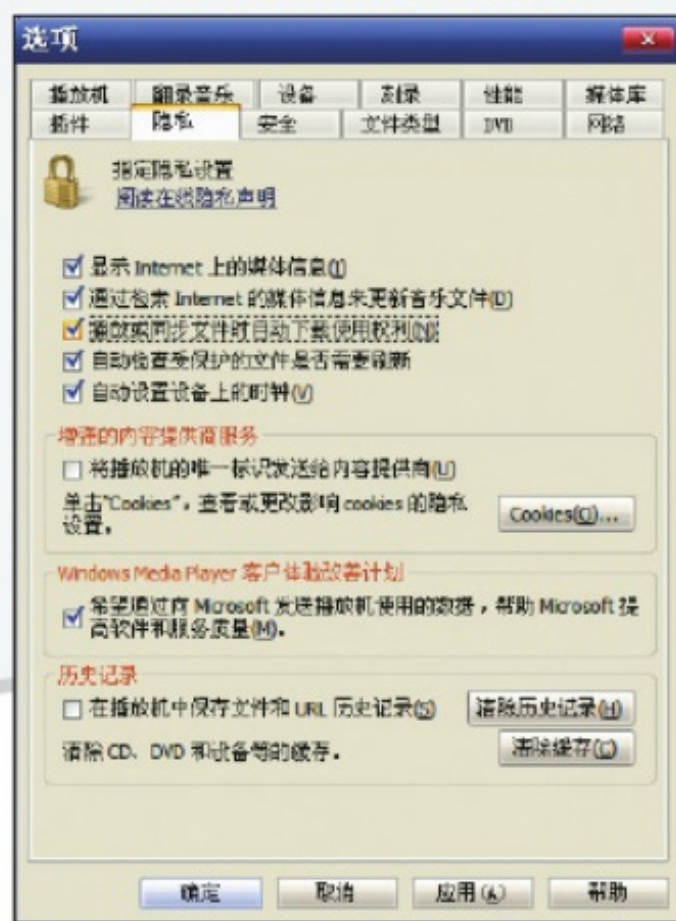 选项
播放机 翻录音乐 设备 刻录 性能 媒体库
插件 隐私 安全 文件类型 DVD 网络
指定隐私设置
阅读在线隐私声明
显示 Internet 上的媒体信息(I)
通过检索 Internet 的媒体信息来更新音乐文件(D)
播放或同步文件时自动下载使用权利(N)
自动检查受保护的文件是否需要刷新
自动设置设备上的时钟(V)
增强的内容提供商服务
将播放机的唯一标识发送给内容提供商(U)
单击"Cookies"，查看或更改影响 cookies 的隐私
设置。
Cookies(O)...
Windows Media Player 客户体验改善计划
希望通过向 Microsoft 发送播放机使用的数据，帮助 Microsoft 提
高软件和服务质量(M)。
历史记录
在播放机中保存文件和 URL 历史记录(S) 清除历史记录(H)
清除 CD、DVD 和设备等的缓存。 清除缓存(C)
确定 取消 应用(A) 帮助